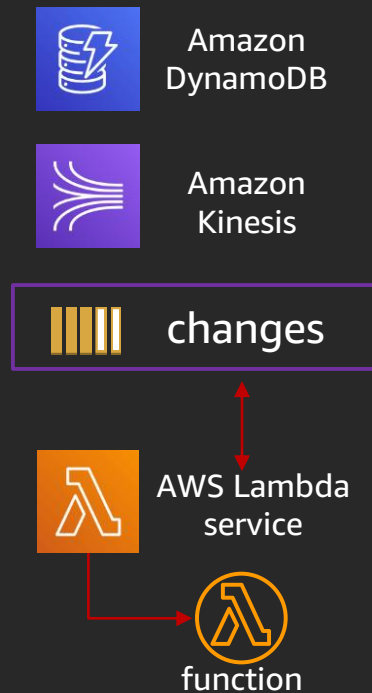 Amazon
DynamoDB
Amazon
Kinesis
changes
AWS Lambda
service
function